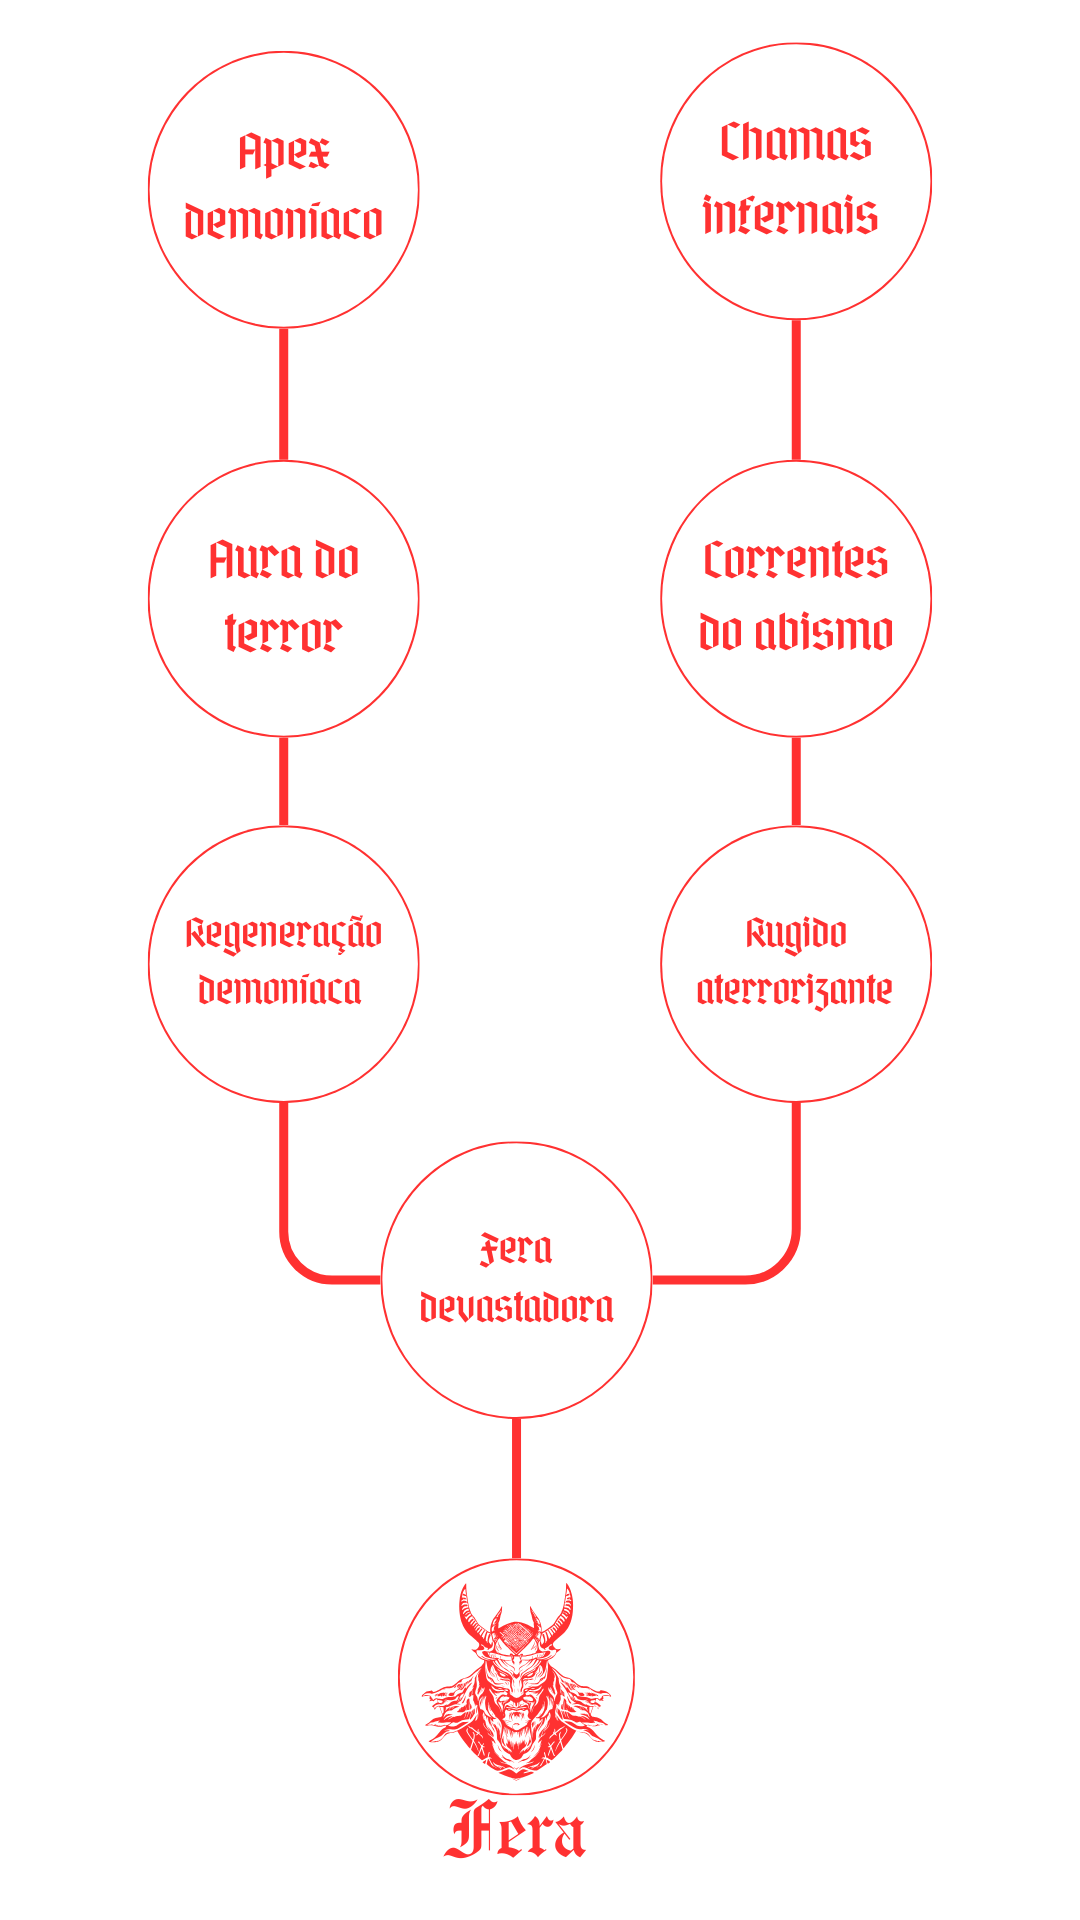 Apex
demoníaco
Chamas
infernais
Aura do
terror
Correntes
do abismo
Regeneração
demoníaca
Rugido
aterrorizante
Fera
devastadora
Fera